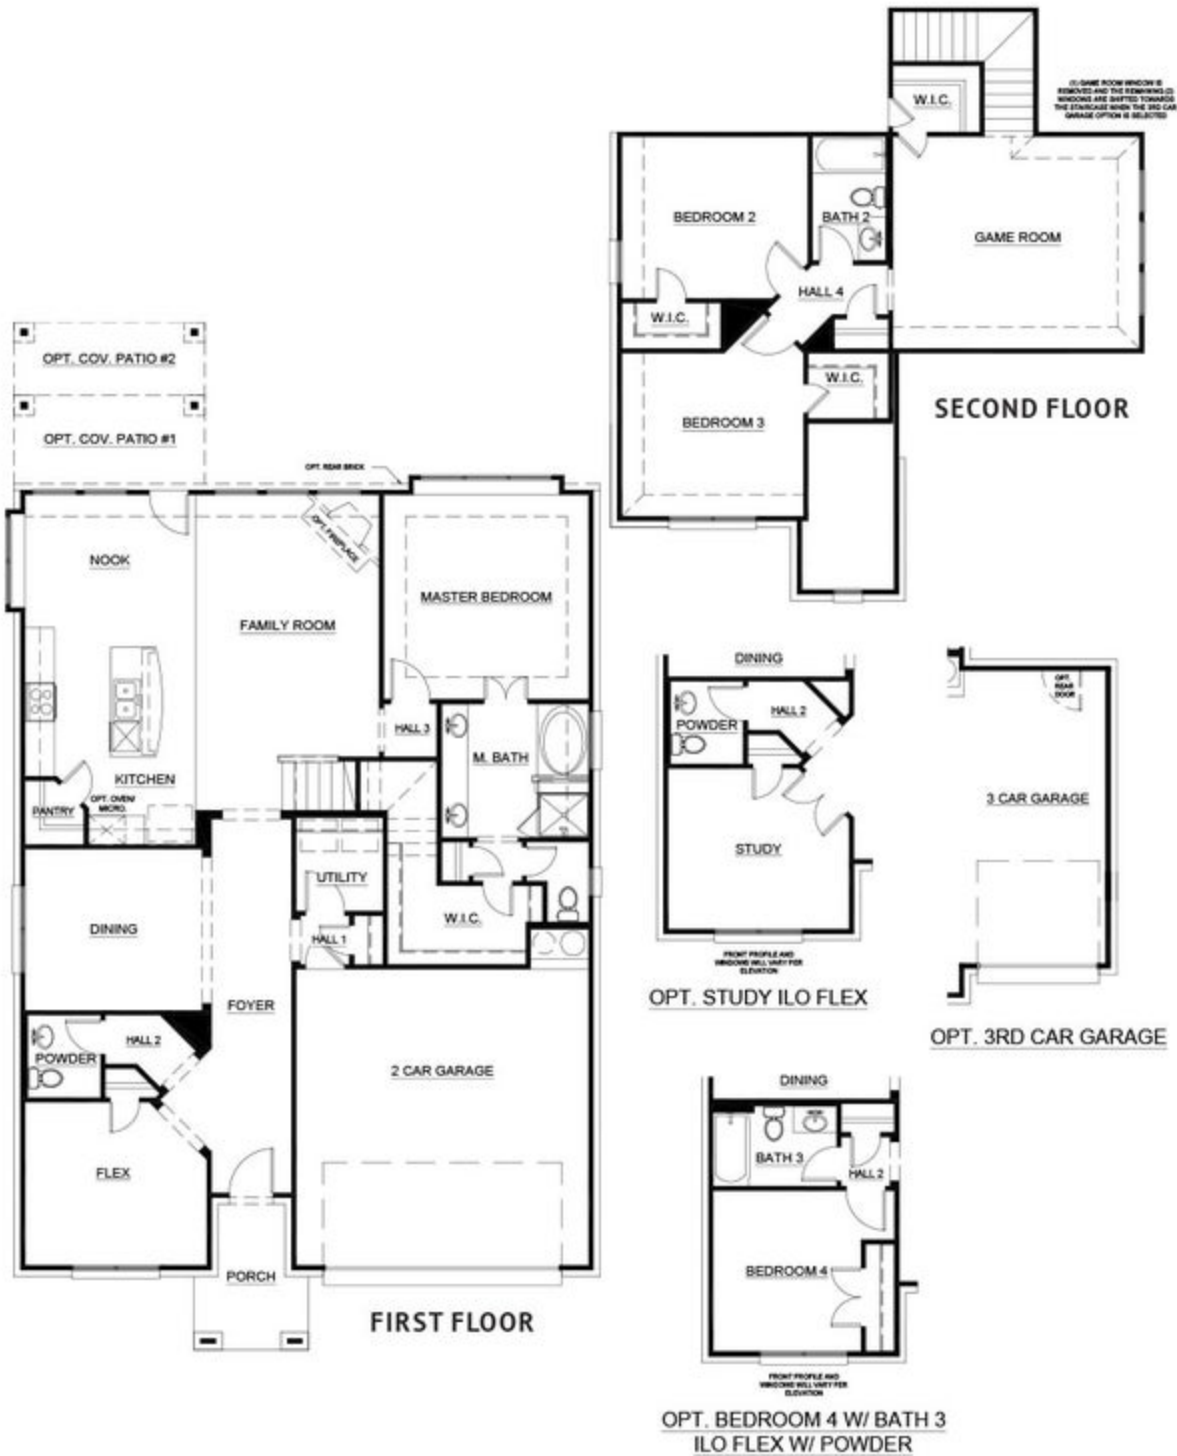 W.I.C.
(1) GAME ROOM WINDOW IS
REMOVED AND THE REMAINING (2)
WINDOWS ARE SHIFTED TOWARDS
THE STAIRCASE WHEN THE 3RD CAR
GARAGE OPTION IS SELECTED
BEDROOM 2
BATH 2
GAME ROOM
HALL 4
W.I.C.
W.I.C.
BEDROOM 3
SECOND FLOOR
OPT. COV. PATIO #2
OPT. COV. PATIO #1
OPT. REAR BRICK
OPT. FIREPLACE
NOOK
MASTER BEDROOM
FAMILY ROOM
HALL 3
M. BATH
KITCHEN
PANTRY
OPT. OVEN/
MICRO.
UTILITY
W.I.C.
HALL 1
DINING
FOYER
HALL 2
POWDER
2 CAR GARAGE
FLEX
PORCH
FIRST FLOOR
DINING
HALL 2
POWDER
STUDY
FRONT PROFILE AND
WINDOWS WILL VARY PER
ELEVATION
OPT. STUDY ILO FLEX
OPT.
REAR
DOOR
3 CAR GARAGE
OPT. 3RD CAR GARAGE
DINING
BATH 3
HALL 2
BEDROOM 4
FRONT PROFILE AND
WINDOWS WILL VARY PER
ELEVATION
OPT. BEDROOM 4 W/ BATH 3
ILO FLEX W/ POWDER